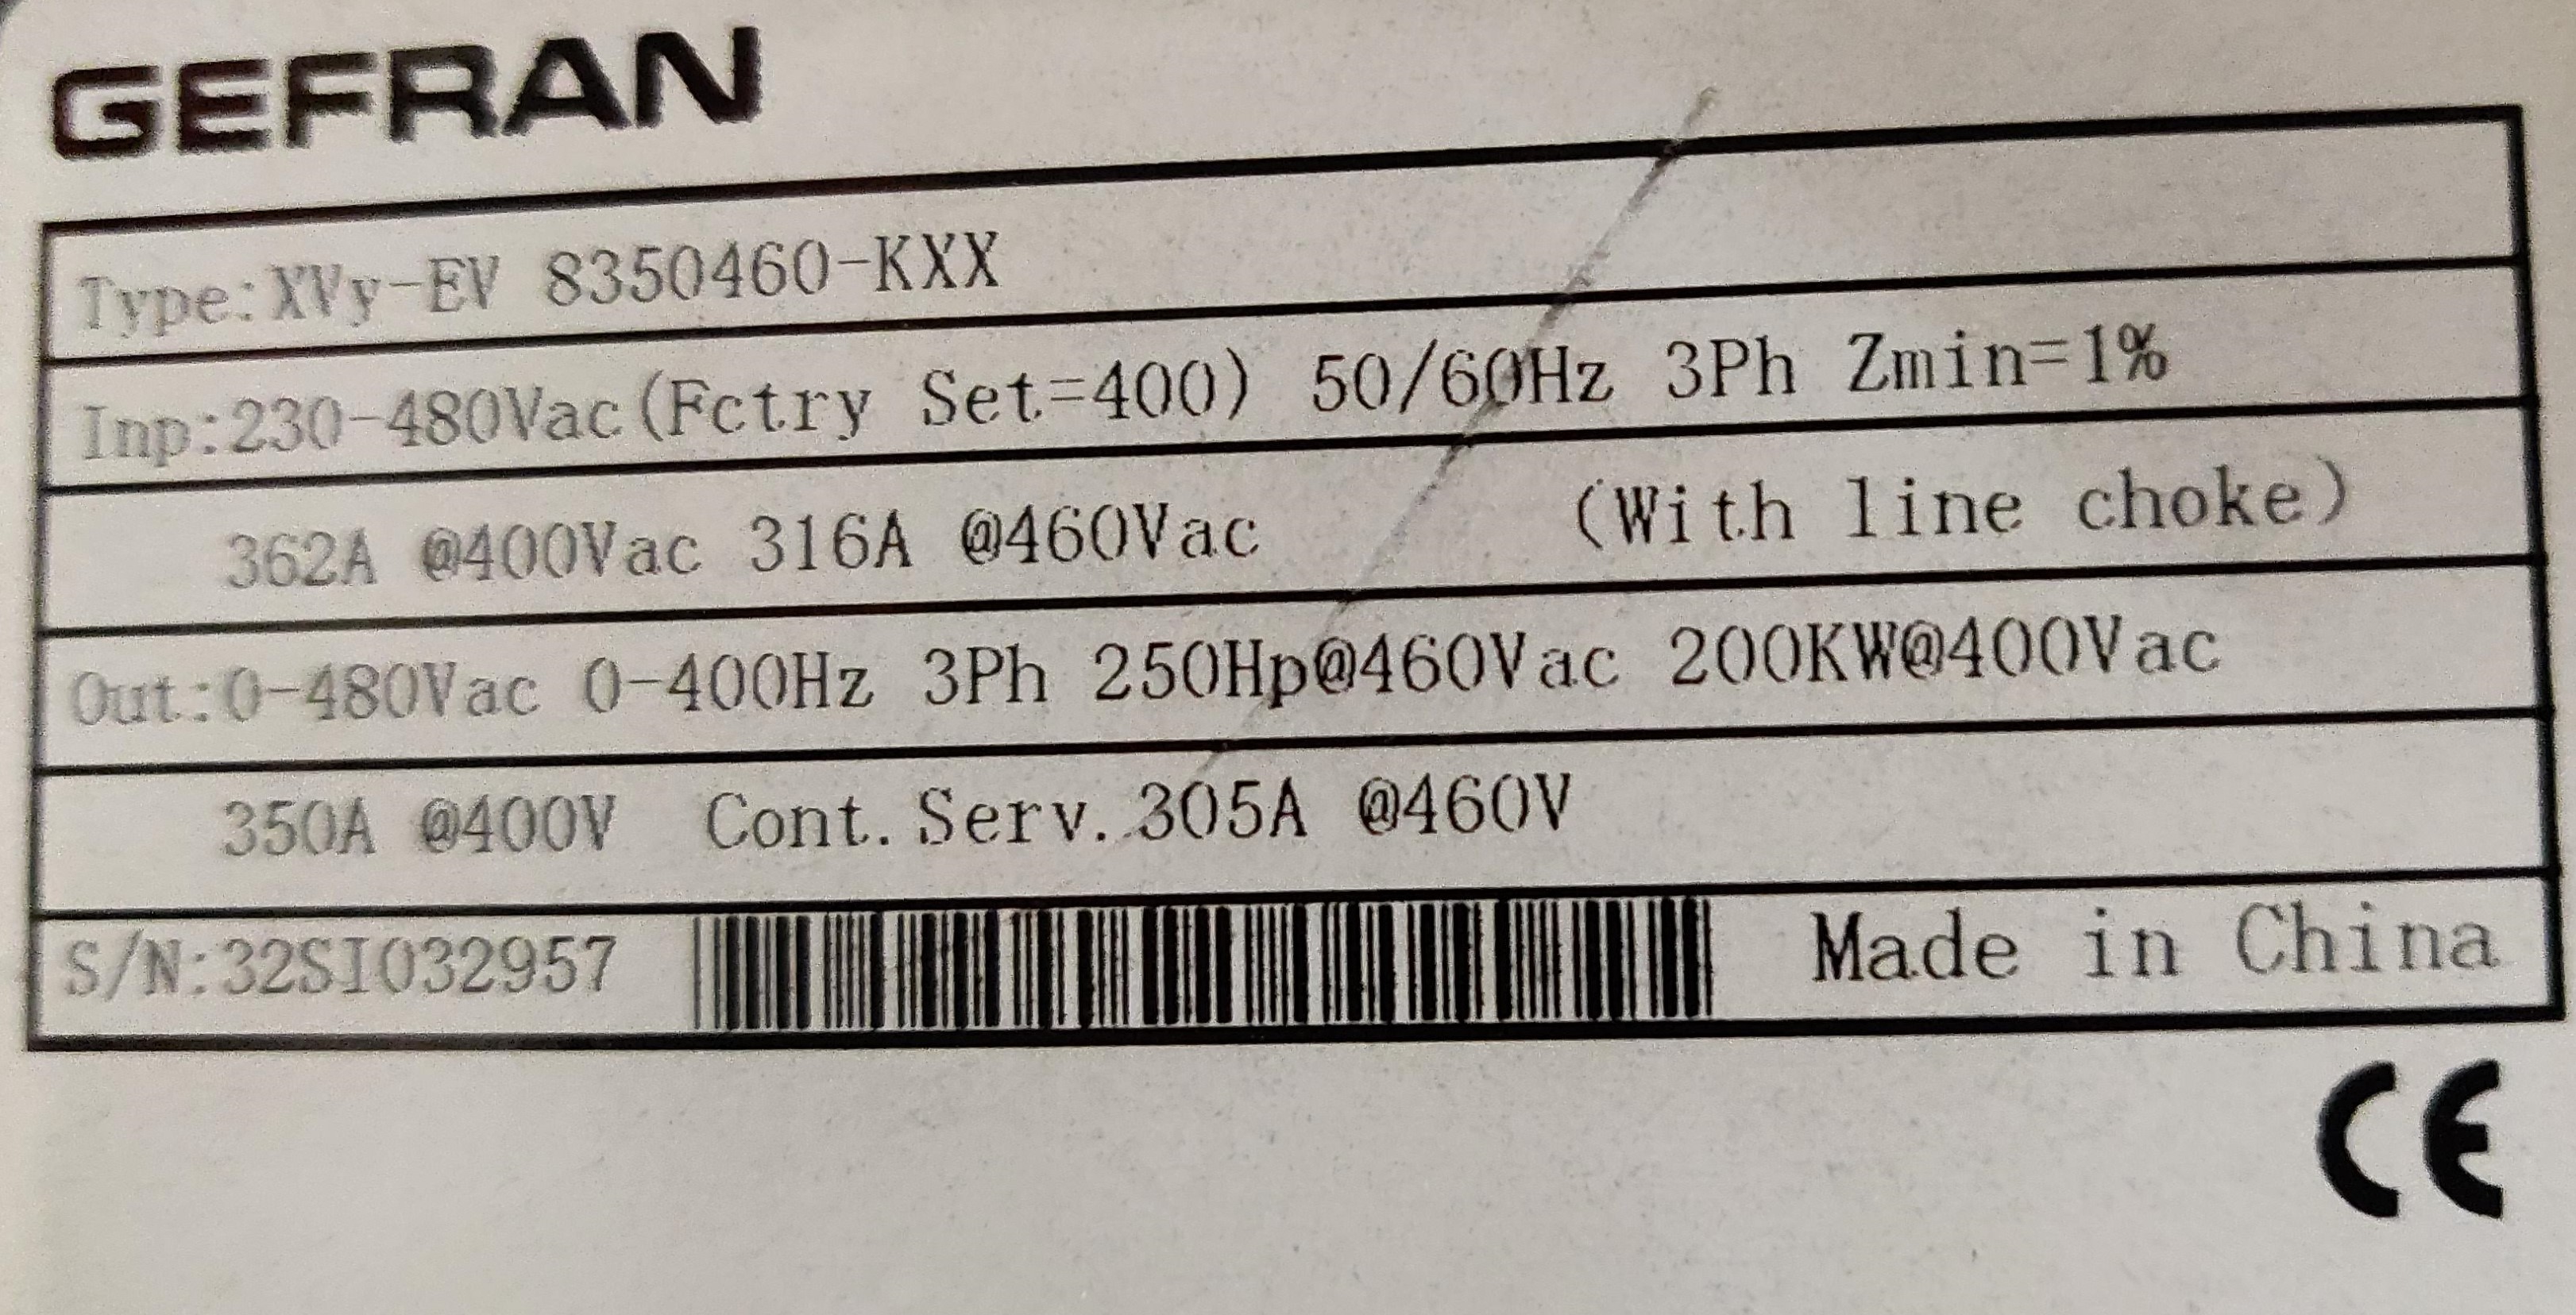 GEFRAN
Type:XVy-EV 8350460-KXX
Inp:230-480Vac(Fctry Set=400) 50/60Hz 3Ph Zmin=1%
362A @400Vac 316A @460Vac (With line choke)
Out:0-480Vac 0-400Hz 3Ph 250Hp@460Vac 200KW@400Vac
350A @400V Cont.Serv.305A @460V
S/N:32SI032957 Made in China
CE